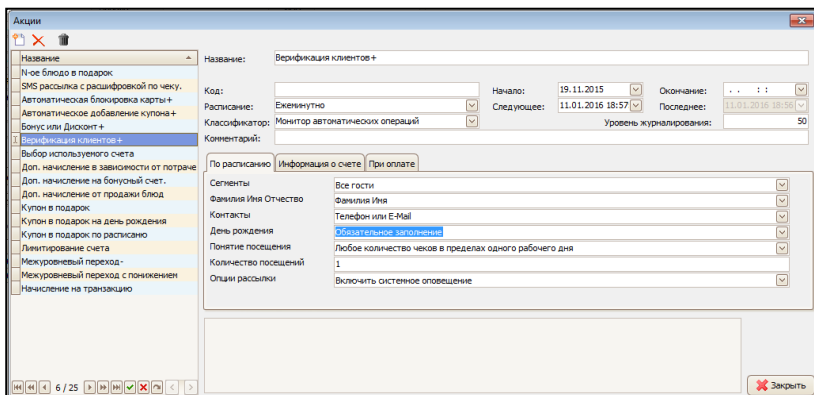 Акции
Название
N-ое блюдо в подарок
SMS рассылка с расшифровкой по чеку.
Автоматическая блокировка карты+
Автоматическое добавление купона+
Бонус или Дисконт+
Верификация клиентов+
Выбор используемого счета
Доп. начисление в зависимости от потраче
Доп. начисление на бонусный счет.
Доп. начисление от продажи блюд
Купон в подарок
Купон в подарок на день рождения
Купон в подарок по расписаню
Лимитирование счета
Межуровневый переход-
Межуровневый переход с понижением
Начисление на транзакцию
6 / 25
Название: Верификация клиентов+
Код: Начало: 19.11.2015 Окончание: . . : :
Расписание: Ежеминутно Следующее: 11.01.2016 18:57 Последнее: 11.01.2016 18:56
Классификатор: Монитор автоматических операций Уровень журналирования: 50
Комментарий:
По расписанию Информация о счете При оплате
Сегменты Все гости
Фамилия Имя Отчество Фамилия Имя
Контакты Телефон или E-Mail
День рождения Обязательное заполнение
Понятие посещения Любое количество чеков в пределах одного рабочего дня
Количество посещений 1
Опции рассылки Включить системное оповещение
Закрыть